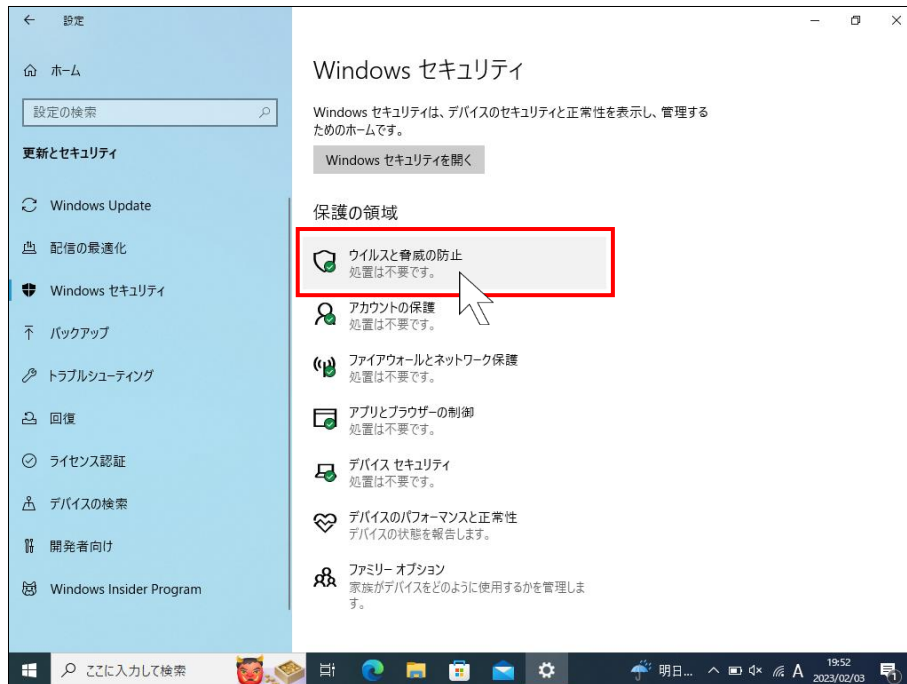 設定
ホーム
設定の検索
更新とセキュリティ
Windows Update
配信の最適化
Windows セキュリティ
バックアップ
トラブルシューティング
回復
ライセンス認証
デバイスの検索
開発者向け
Windows Insider Program
Windows セキュリティ
Windows セキュリティは、デバイスのセキュリティと正常性を表示し、管理する
ためのホームです。
Windows セキュリティを開く
保護の領域
ウイルスと脅威の防止
処置は不要です。
アカウントの保護
処置は不要です。
ファイアウォールとネットワーク保護
処置は不要です。
アプリとブラウザーの制御
処置は不要です。
デバイス セキュリティ
処置は不要です。
デバイスのパフォーマンスと正常性
デバイスの状態を報告します。
ファミリー オプション
家族がデバイスをどのように使用するかを管理しま
す。
ここに入力して検索
明日...
A
19:52
2023/02/03
1